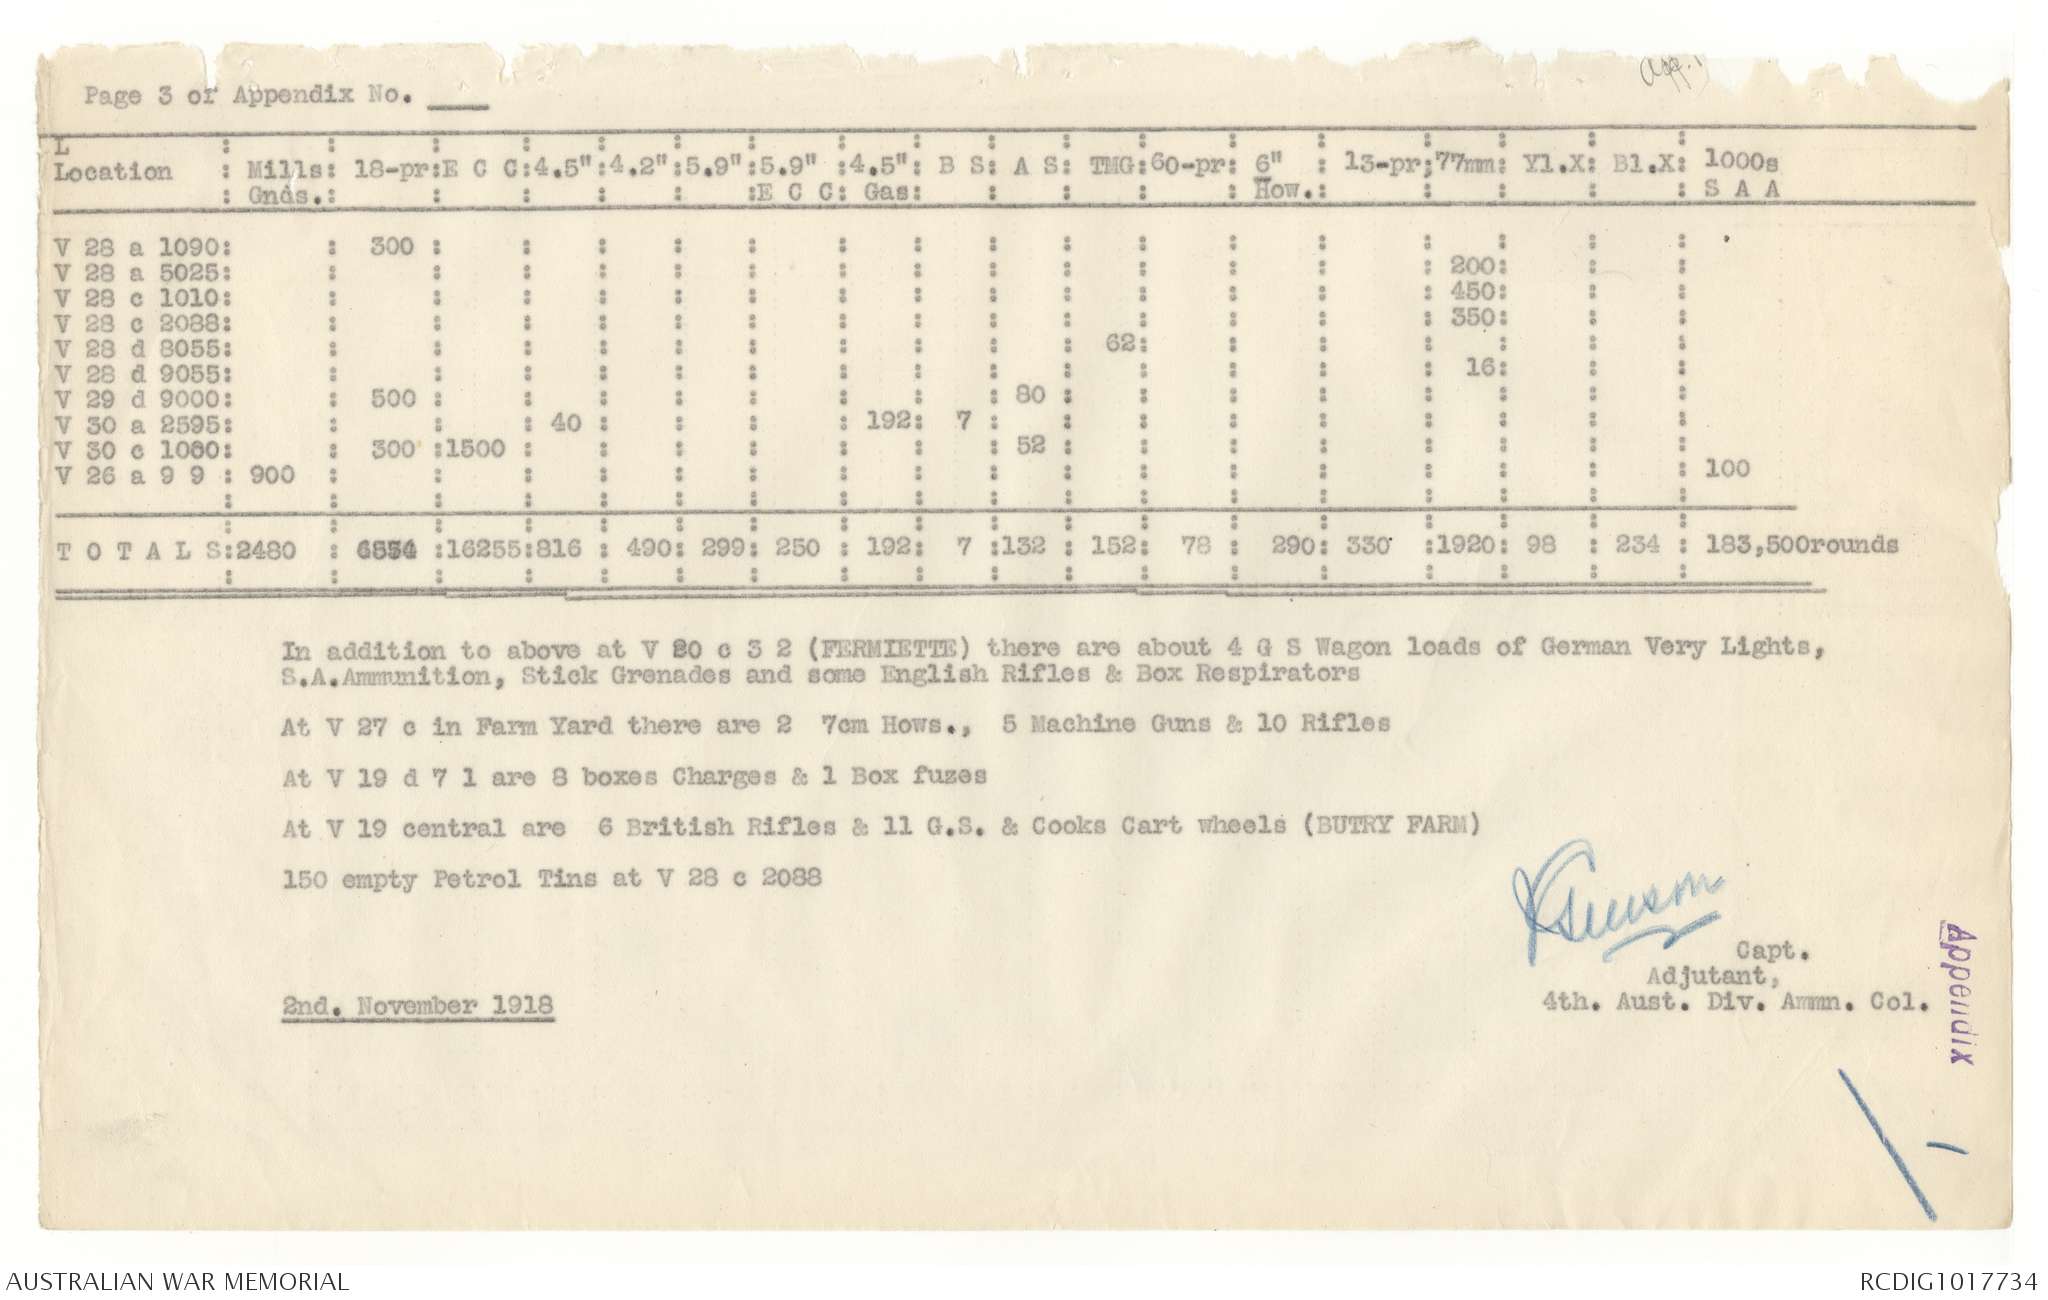 App. 1
Page 3 of Appendix No. ____
L
Location : Mills: 18-pr:E C C:4.5":4.2":5.9":5.9" :4.5": B S: A S: TMG:60-pr: 6" : 13-pr:77mm: Yl.X: Bl.X: 1000s
: Gnds.: : : : : :E C C: Gas: : : : : How.: : : : : S A A
V 28 a 1090: : 300 : : : : : : : : : : : : : : : :
V 28 a 5025: : : : : : : : : : : : : : : 200: : :
V 28 c 1010: : : : : : : : : : : : : : : 450: : :
V 28 c 2088: : : : : : : : : : : : : : : 350: : :
V 28 d 8055: : : : : : : : : : : 62: : : : : : :
V 28 d 9055: : : : : : : : : : : : : : : 16: : :
V 29 d 9000: : 500 : : : : : : : : 80 : : : : : : : :
V 30 a 2595: : : : 40 : : : : 192: 7 : : : : : : : : :
V 30 c 1080: : 300 :1500 : : : : : : : 52 : : : : : : : :
V 26 a 9 9 : 900 : : : : : : : : : : : : : : : : : 100
T O T A L S:2480 : :16255:816 : 490: 299: 250 : 192: 7 :132 : 152: 78 : 290: 330 :1920: 98 : 234 : 183,500rounds
In addition to above at V 20 c 3 2 (FERMIETTE) there are about 4 G S Wagon loads of German Very Lights,
S.A.Ammunition, Stick Grenades and some English Rifles & Box Respirators
At V 27 c in Farm Yard there are 2 7cm Hows., 5 Machine Guns & 10 Rifles
At V 19 d 7 1 are 8 boxes Charges & 1 Box fuzes
At V 19 central are 6 British Rifles & 11 G.S. & Cooks Cart wheels (BUTRY FARM)
150 empty Petrol Tins at V 28 c 2088
Capt.
Adjutant,
2nd. November 1918
4th. Aust. Div. Ammn. Col.
Appendix
1
AUSTRALIAN WAR MEMORIAL
RCDIG1017734